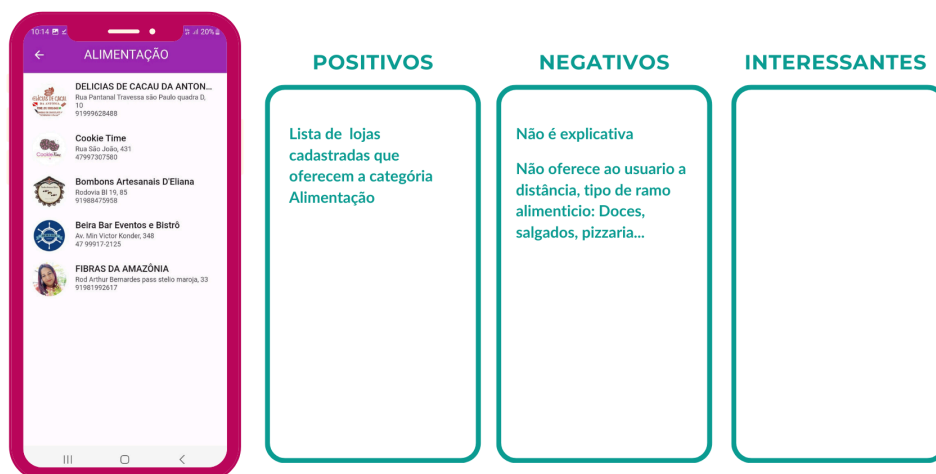 10:14
20%
ALIMENTAÇÃO
DELICIAS DE CACAU DA ANTON...
Rua Pantanal Travessa são Paulo quadra D,
10
91999628488
Cookie Time
Rua São João, 431
47997307580
Bombons Artesanais D'Eliana
Rodovia Bl 19, 85
91988475958
Beira Bar Eventos e Bistrô
Av. Min Victor Konder, 348
47 99917-2125
FIBRAS DA AMAZÔNIA
Rod Arthur Bernardes pass stelio maroja, 33
91981992617
POSITIVOS
Lista de lojas
cadastradas que
oferecem a categória
Alimentação
NEGATIVOS
Não é explicativa
Não oferece ao usuario a
distância, tipo de ramo
alimenticio: Doces,
salgados, pizzaria...
INTERESSANTES